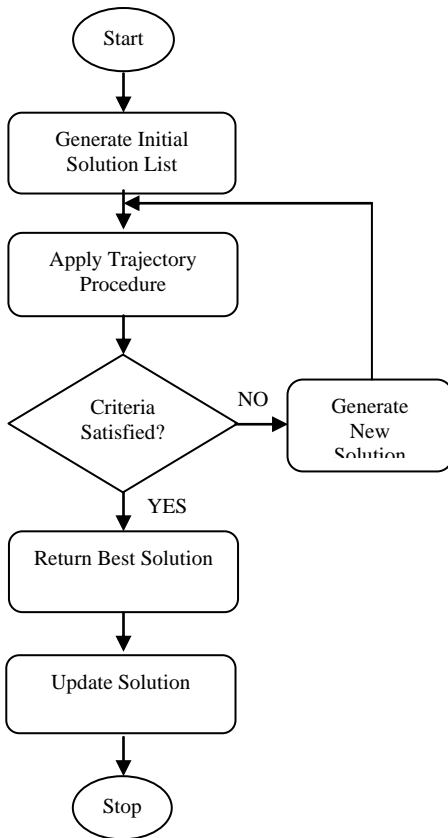 Start
Generate Initial
Solution List
Apply Trajectory
Procedure
Criteria
Satisfied?
NO
Generate
New
Solution
YES
Return Best Solution
Update Solution
Stop